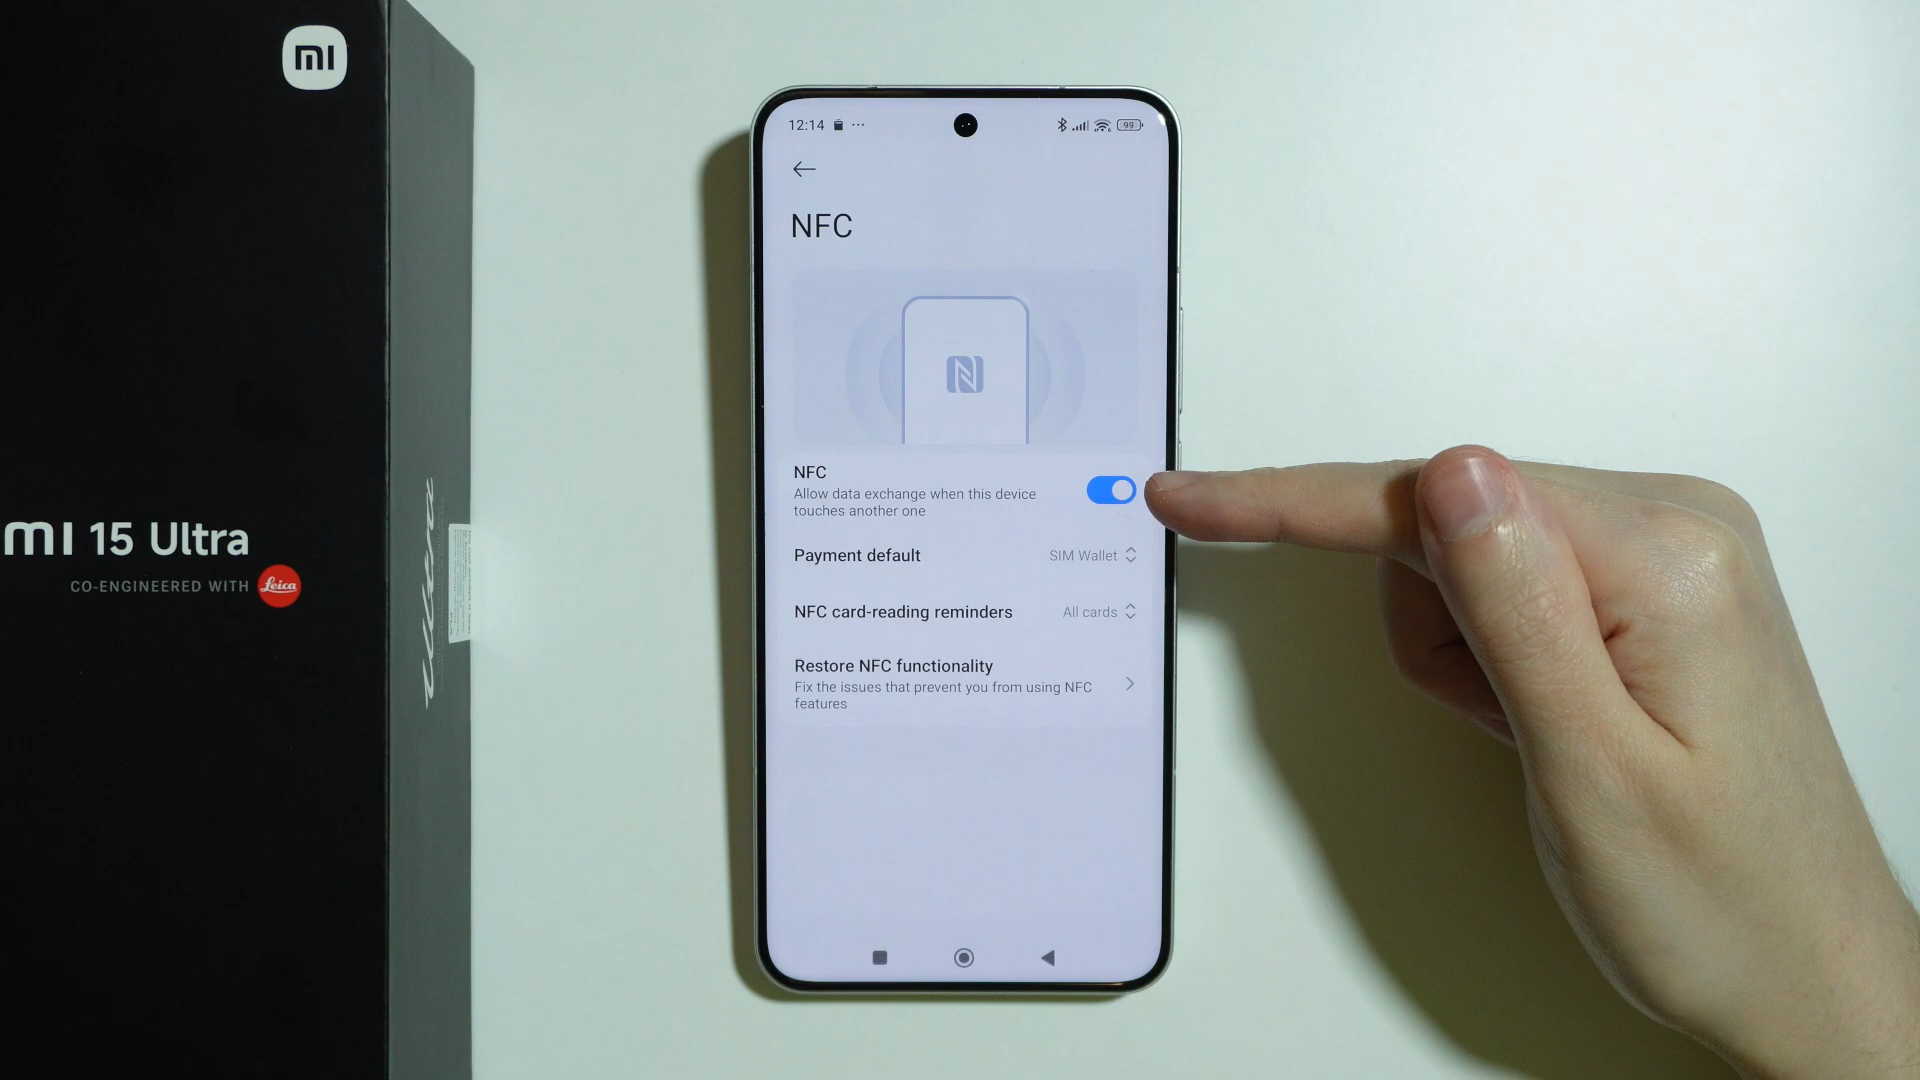 mi
mi 15 Ultra
CO-ENGINEERED WITH Leica
Ultra
12:14 ...
99
NFC
NFC
Allow data exchange when this device
touches another one
Payment default SIM Wallet
NFC card-reading reminders All cards
Restore NFC functionality
Fix the issues that prevent you from using NFC
features